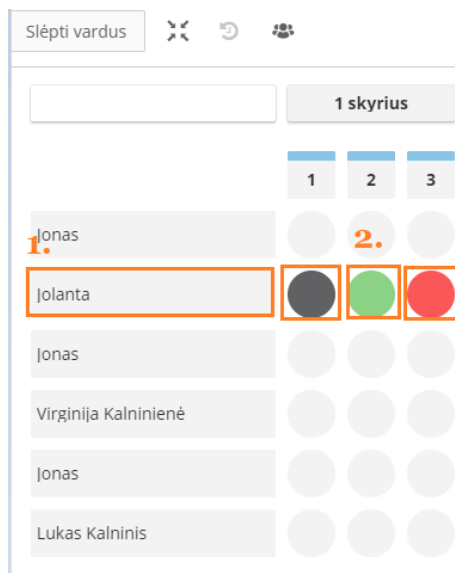 Slėpti vardus
1 skyrius
1 2 3
Jonas
1. 2.
Jolanta
Jonas
Virginija Kalninienė
Jonas
Lukas Kalninis